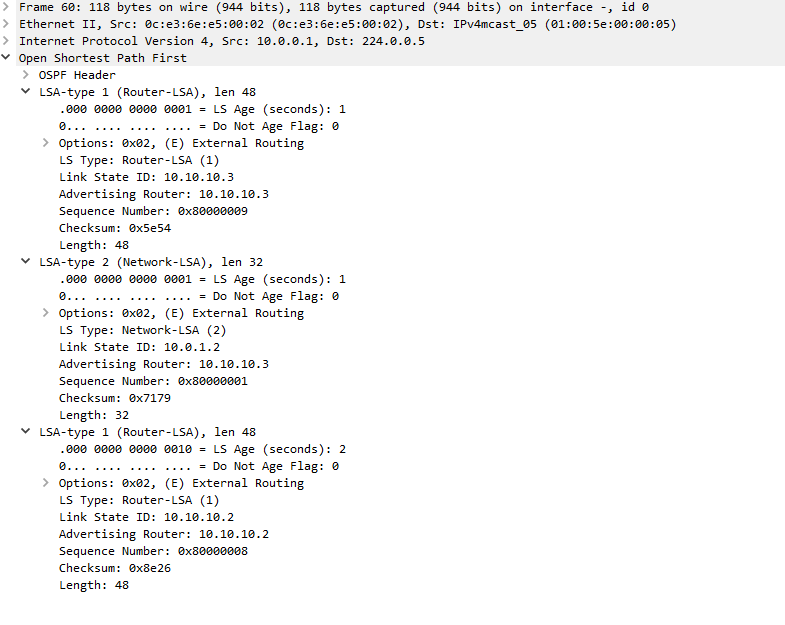 Frame 60: 118 bytes on wire (944 bits), 118 bytes captured (944 bits) on interface -, id 0
Ethernet II, Src: 0c:e3:6e:e5:00:02 (0c:e3:6e:e5:00:02), Dst: IPv4mcast_05 (01:00:5e:00:00:05)
Internet Protocol Version 4, Src: 10.0.0.1, Dst: 224.0.0.5
Open Shortest Path First
OSPF Header
LSA-type 1 (Router-LSA), len 48
.000 0000 0000 0001 = LS Age (seconds): 1
0... .... .... .... = Do Not Age Flag: 0
Options: 0x02, (E) External Routing
LS Type: Router-LSA (1)
Link State ID: 10.10.10.3
Advertising Router: 10.10.10.3
Sequence Number: 0x80000009
Checksum: 0x5e54
Length: 48
LSA-type 2 (Network-LSA), len 32
.000 0000 0000 0001 = LS Age (seconds): 1
0... .... .... .... = Do Not Age Flag: 0
Options: 0x02, (E) External Routing
LS Type: Network-LSA (2)
Link State ID: 10.0.1.2
Advertising Router: 10.10.10.3
Sequence Number: 0x80000001
Checksum: 0x7179
Length: 32
LSA-type 1 (Router-LSA), len 48
.000 0000 0000 0010 = LS Age (seconds): 2
0... .... .... .... = Do Not Age Flag: 0
Options: 0x02, (E) External Routing
LS Type: Router-LSA (1)
Link State ID: 10.10.10.2
Advertising Router: 10.10.10.2
Sequence Number: 0x80000008
Checksum: 0x8e26
Length: 48